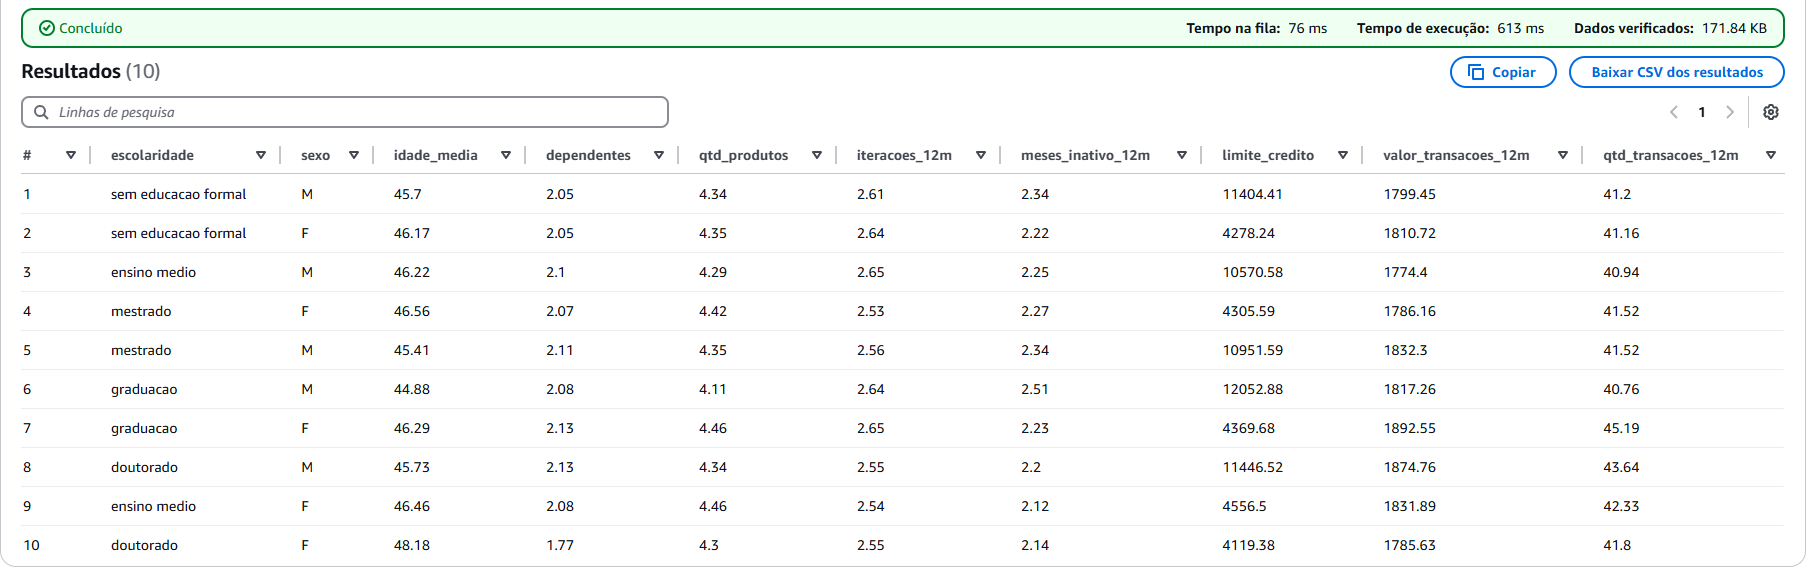 Concluído Tempo na fila: 76 ms Tempo de execução: 613 ms Dados verificados: 171.84 KB
Resultados (10) Copiar Baixar CSV dos resultados
Linhas de pesquisa 1
# escolaridade sexo idade_media dependentes qtd_produtos iteracoes_12m meses_inativo_12m limite_credito valor_transacoes_12m qtd_transacoes_12m
1 sem educacao formal M 45.7 2.05 4.34 2.61 2.34 11404.41 1799.45 41.2
2 sem educacao formal F 46.17 2.05 4.35 2.64 2.22 4278.24 1810.72 41.16
3 ensino medio M 46.22 2.1 4.29 2.65 2.25 10570.58 1774.4 40.94
4 mestrado F 46.56 2.07 4.42 2.53 2.27 4305.59 1786.16 41.52
5 mestrado M 45.41 2.11 4.35 2.56 2.34 10951.59 1832.3 41.52
6 graduacao M 44.88 2.08 4.11 2.64 2.51 12052.88 1817.26 40.76
7 graduacao F 46.29 2.13 4.46 2.65 2.23 4369.68 1892.55 45.19
8 doutorado M 45.73 2.13 4.34 2.55 2.2 11446.52 1874.76 43.64
9 ensino medio F 46.46 2.08 4.46 2.54 2.12 4556.5 1831.89 42.33
10 doutorado F 48.18 1.77 4.3 2.55 2.14 4119.38 1785.63 41.8